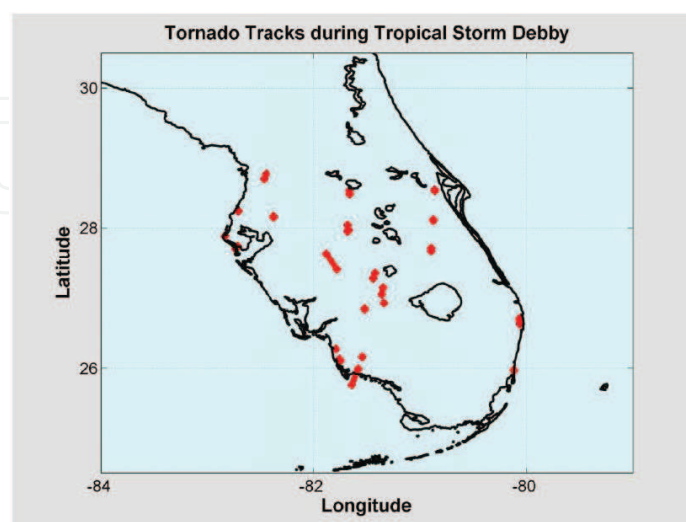 Tornado Tracks during Tropical Storm Debby
30
28
26
Latitude
-84 -82 -80
Longitude